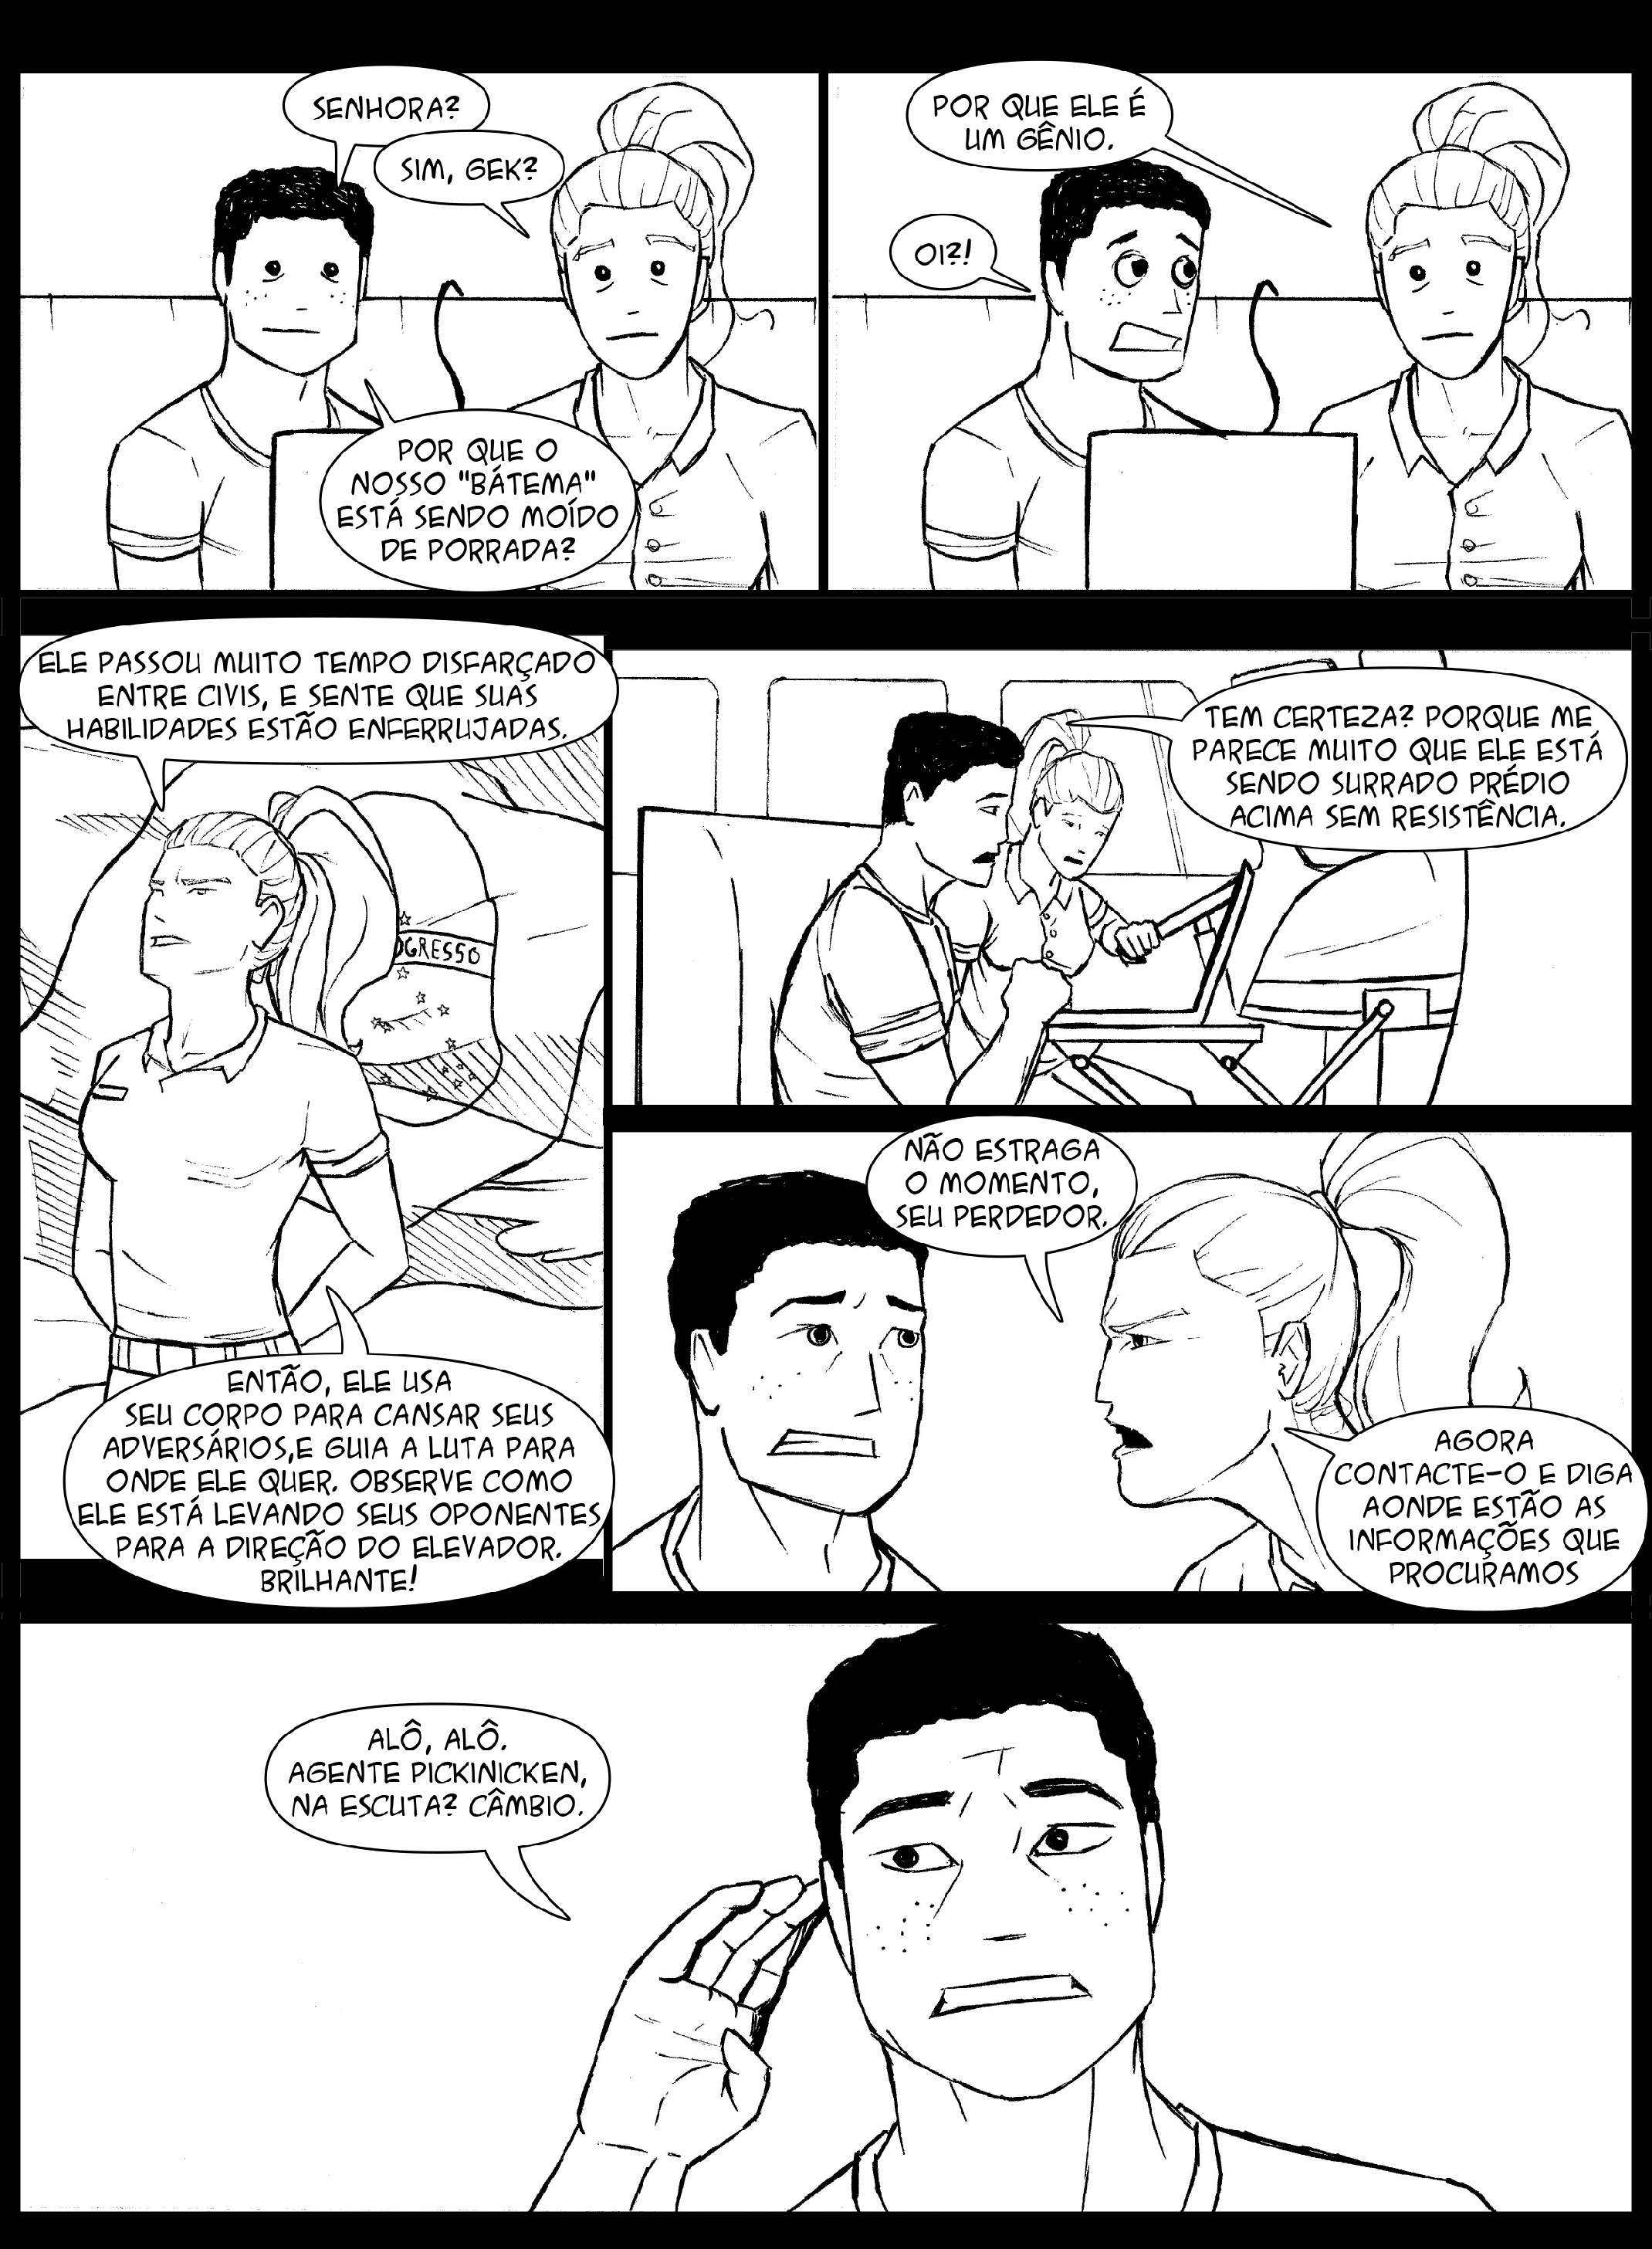 SENHORA?
SIM, GEK?
POR QUE O
NOSSO "BÁTEMA"
ESTÁ SENDO MOÍDO
DE PORRADA?
POR QUE ELE É
UM GÊNIO.
OI?!
ELE PASSOU MUITO TEMPO DISFARÇADO
ENTRE CIVIS, E SENTE QUE SUAS
HABILIDADES ESTÃO ENFERRUJADAS.
OGRESSO
ENTÃO, ELE USA
SEU CORPO PARA CANSAR SEUS
ADVERSÁRIOS,E GUIA A LUTA PARA
ONDE ELE QUER. OBSERVE COMO
ELE ESTÁ LEVANDO SEUS OPONENTES
PARA A DIREÇÃO DO ELEVADOR.
BRILHANTE!
TEM CERTEZA? PORQUE ME
PARECE MUITO QUE ELE ESTÁ
SENDO SURRADO PRÉDIO
ACIMA SEM RESISTÊNCIA.
NÃO ESTRAGA
O MOMENTO,
SEU PERDEDOR.
AGORA
CONTACTE-O E DIGA
AONDE ESTÃO AS
INFORMAÇÕES QUE
PROCURAMOS
ALÔ, ALÔ.
AGENTE PICKINICKEN,
NA ESCUTA? CÂMBIO.